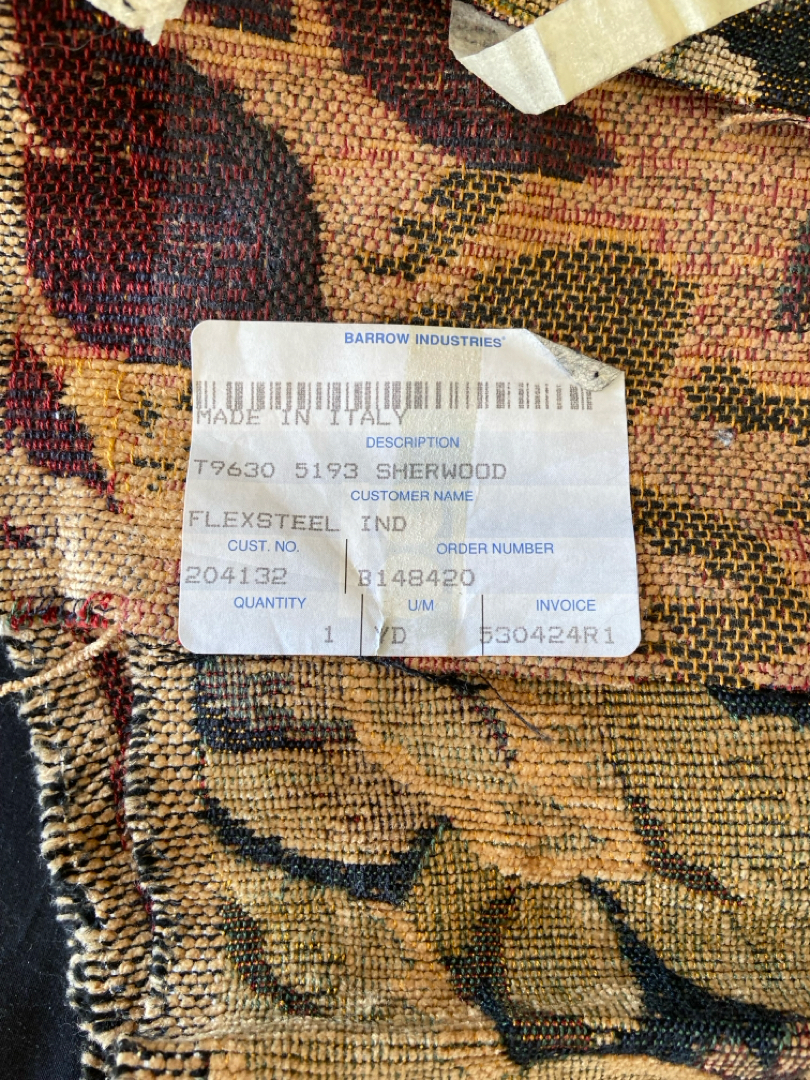 BARROW INDUSTRIES
MADE IN ITALY
DESCRIPTION
T9630 5193 SHERWOOD
CUSTOMER NAME
FLEXSTEEL IND
CUST. NO. ORDER NUMBER
204132 B148420
QUANTITY U/M INVOICE
1 YD 530424R1